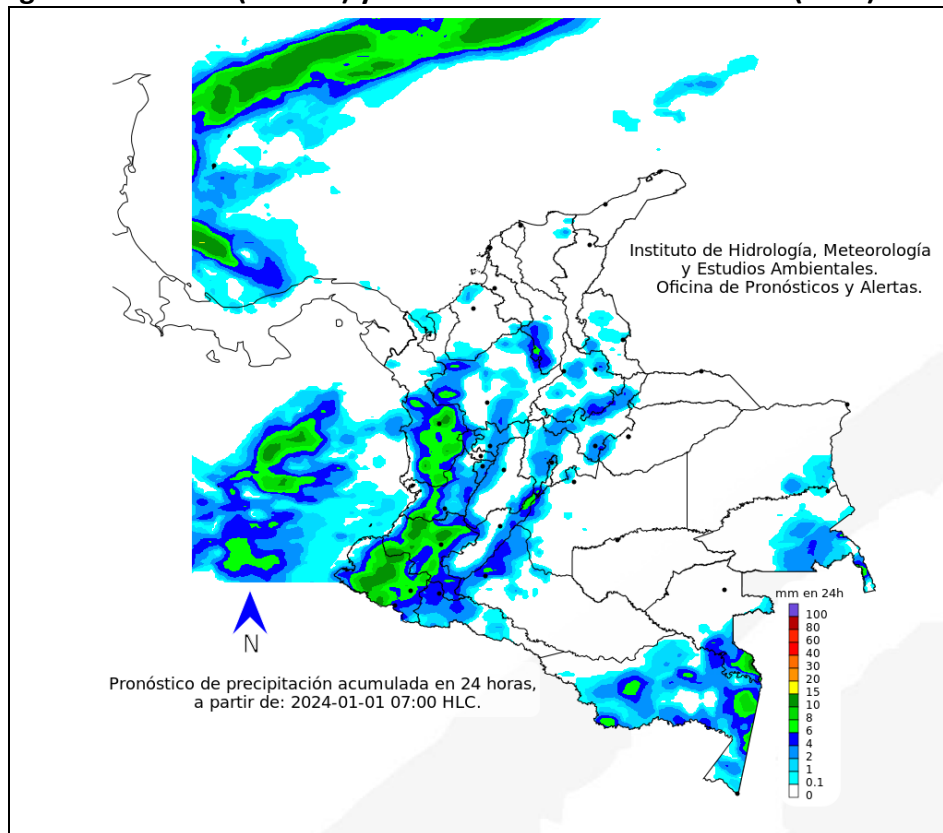 Instituto de Hidrología, Meteorología
y Estudios Ambientales.
Oficina de Pronósticos y Alertas.
N
Pronóstico de precipitación acumulada en 24 horas,
a partir de: 2024-01-01 07:00 HLC.
mm en 24h
100
80
60
40
30
20
15
10
8
6
4
2
1
0.1
0